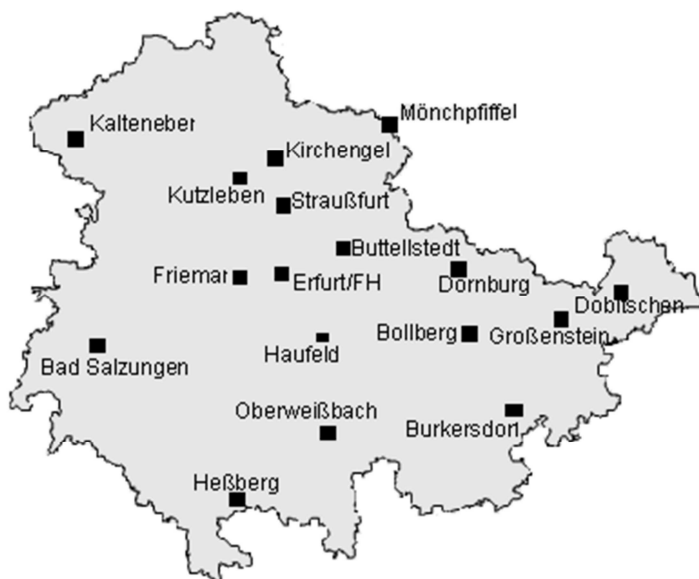 Mönchpfiffel
Kalteneber
Kirchengel
Kutzleben
Straußfurt
Buttellstedt
Friemar
Erfurt/FH
Dornburg
Dobitschen
Bollberg
Großenstein
Haufeld
Bad Salzungen
Oberweißbach
Burkersdorf
Heßberg